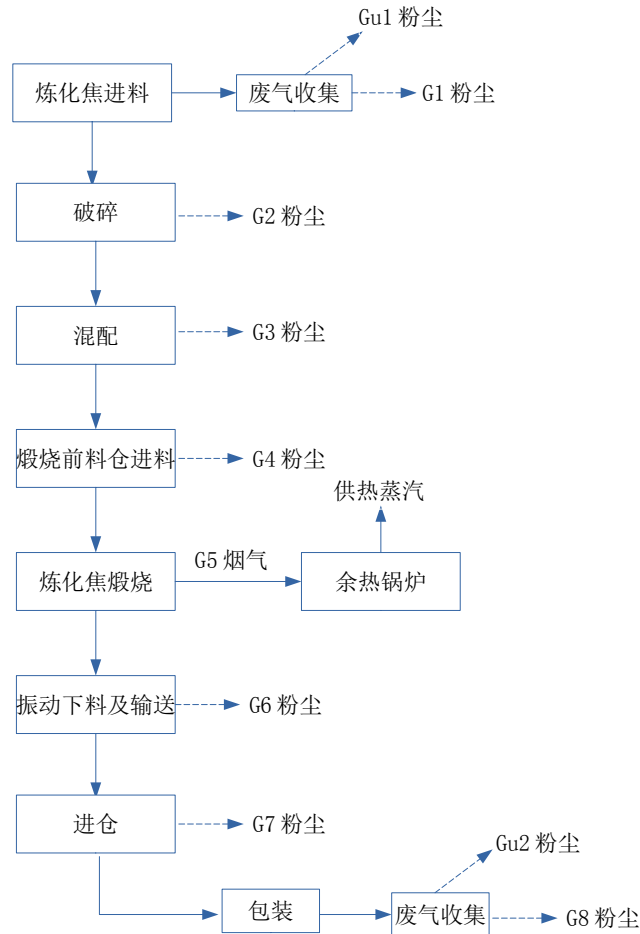 Gu1 粉尘
炼化焦进料
废气收集
G1 粉尘
破碎
G2 粉尘
混配
G3 粉尘
煅烧前料仓进料
G4 粉尘
供热蒸汽
炼化焦煅烧
G5 烟气
余热锅炉
振动下料及输送
G6 粉尘
进仓
G7 粉尘
Gu2 粉尘
包装
废气收集
G8 粉尘